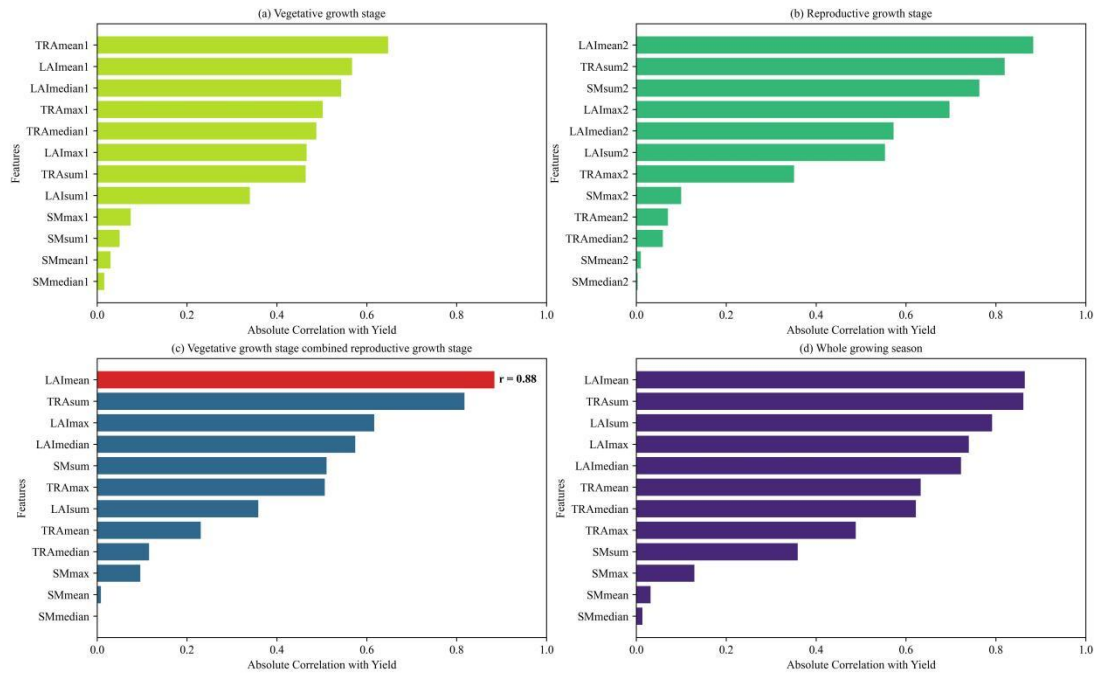 (a) Vegetative growth stage
TRAmean1
LAImean1
LAImedian1
TRAmax1
TRAmedian1
LAImax1
TRAsum1
LAIsum1
SMmax1
SMsum1
SMmean1
SMmedian1
Features
0.0 0.2 0.4 0.6 0.8 1.0
Absolute Correlation with Yield
(b) Reproductive growth stage
LAImean2
TRAsum2
SMsum2
LAImax2
LAImedian2
LAIsum2
TRAmax2
SMmax2
TRAmean2
TRAmedian2
SMmean2
SMmedian2
Features
0.0 0.2 0.4 0.6 0.8 1.0
Absolute Correlation with Yield
(c) Vegetative growth stage combined reproductive growth stage
LAImean
r = 0.88
TRAsum
LAImax
LAImedian
SMsum
TRAmax
LAIsum
TRAmean
TRAmedian
SMmax
SMmean
SMmedian
Features
0.0 0.2 0.4 0.6 0.8 1.0
Absolute Correlation with Yield
(d) Whole growing season
LAImean
TRAsum
LAIsum
LAImax
LAImedian
TRAmean
TRAmedian
TRAmax
SMsum
SMmax
SMmean
SMmedian
Features
0.0 0.2 0.4 0.6 0.8 1.0
Absolute Correlation with Yield